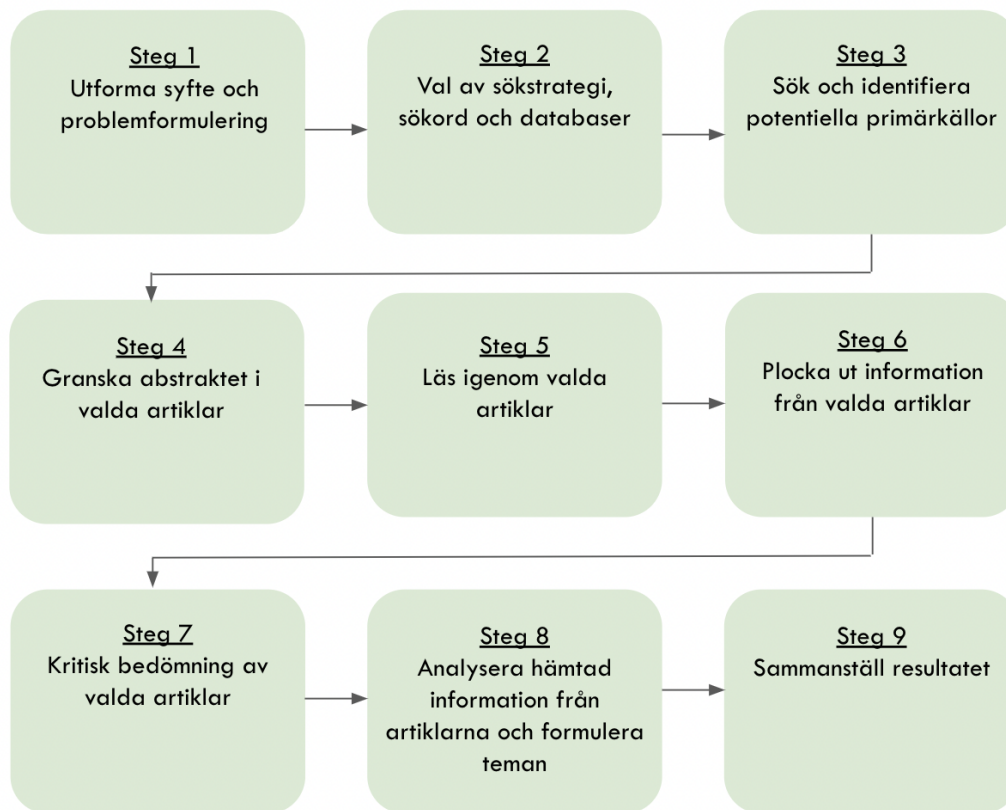 Steg 1
Utforma syfte och
problemformulering
Steg 2
Val av sökstrategi,
sökord och databaser
Steg 3
Sök och identifiera
potentiella primärkällor
Steg 4
Granska abstraktet i
valda artiklar
Steg 5
Läs igenom valda
artiklar
Steg 6
Plocka ut information
från valda artiklar
Steg 7
Kritisk bedömning av
valda artiklar
Steg 8
Analysera hämtad
information från
artiklarna och formulera
teman
Steg 9
Sammanställ resultatet